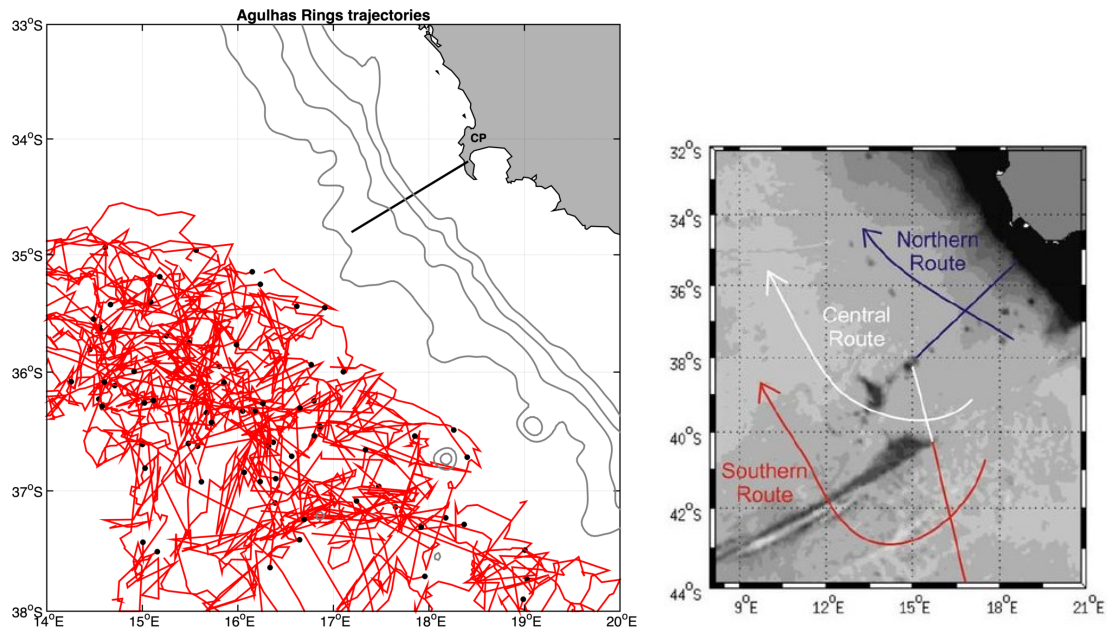 Agulhas Rings trajectories
33°S
34°S
35°S
36°S
37°S
38°S
14°E 15°E 16°E 17°E 18°E 19°E 20°E
CP
32°S
34°S
36°S
38°S
40°S
42°S
44°S
9°E 12°E 15°E 18°E 21°E
Northern
Route
Central
Route
Southern
Route